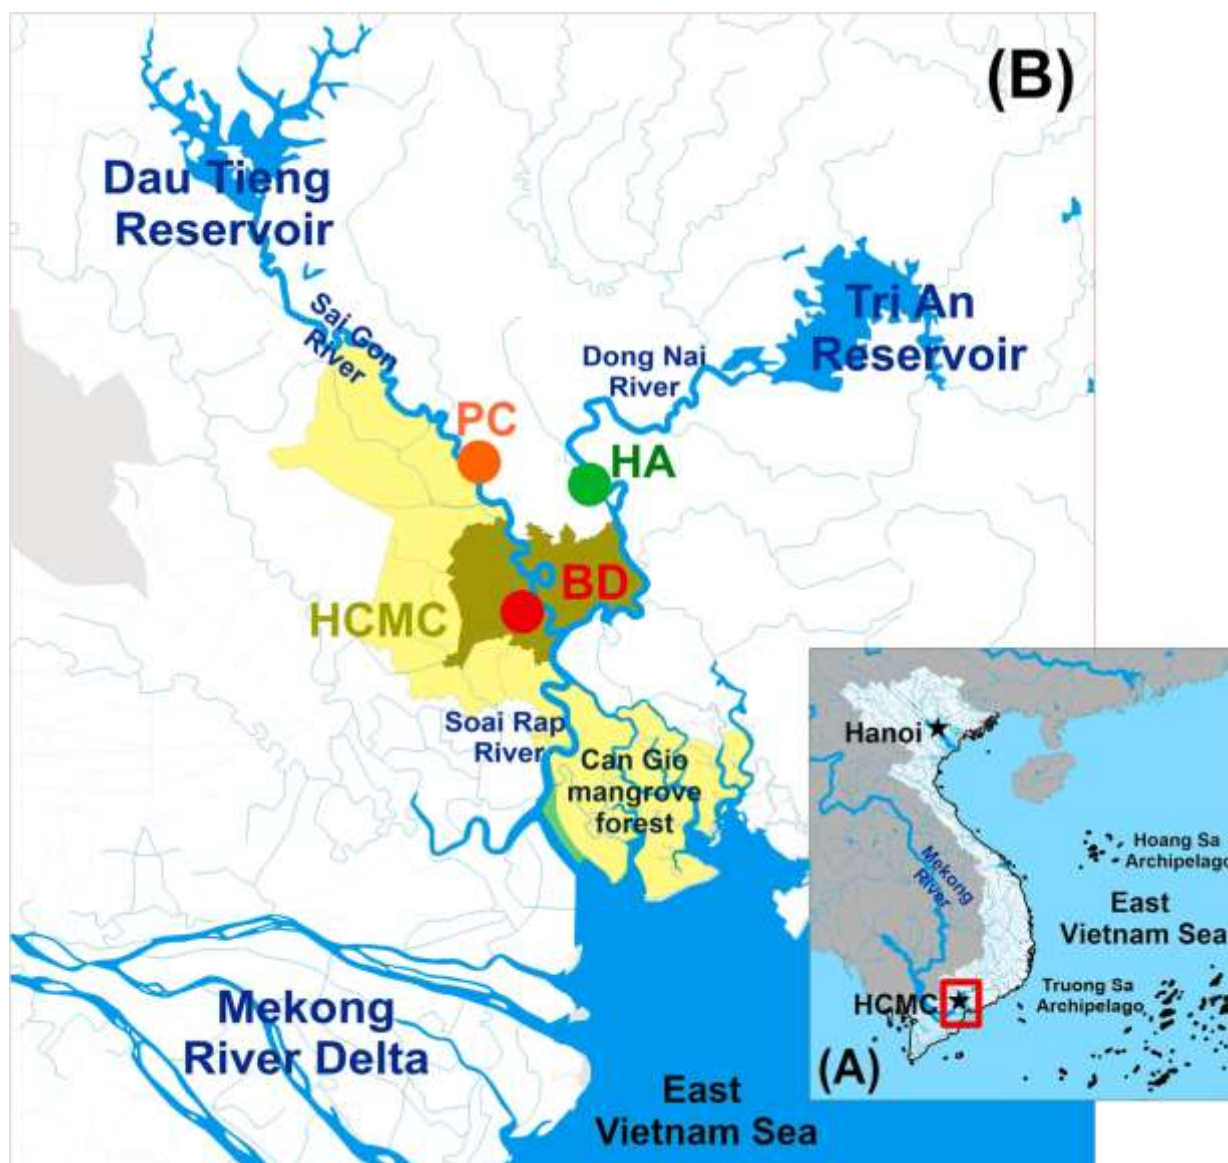 (B)
Dau Tieng
Reservoir
Sai Gon
River
Tri An
Reservoir
Dong Nai
River
PC
HA
BD
HCMC
Soai Rap
River
Can Gio
mangrove
forest
Mekong
River Delta
East
Vietnam Sea
Hanoi
Hoang Sa
Archipelago
Mekong
River
East
Vietnam Sea
Truong Sa
Archipelago
HCMC
(A)